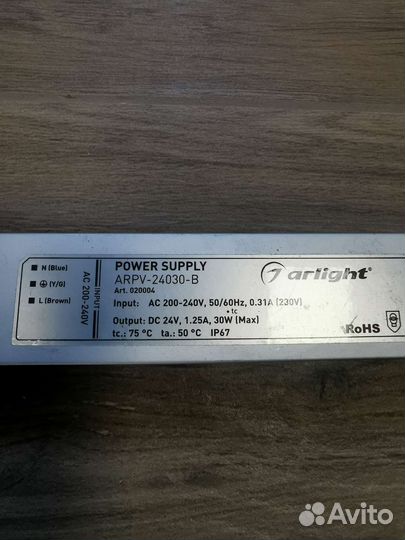 N (Blue)
(Y/G)
L (Brown)
INPUT
AC 200-240V
POWER SUPPLY
ARPV-24030-B
Art. 020004
arlight®
Input: AC 200-240V, 50/60Hz, 0.31A (230V)
• tc
Output: DC 24V, 1.25A, 30W (Max)
tc.: 75 °C ta.: 50 °C IP67
RoHS
Avito